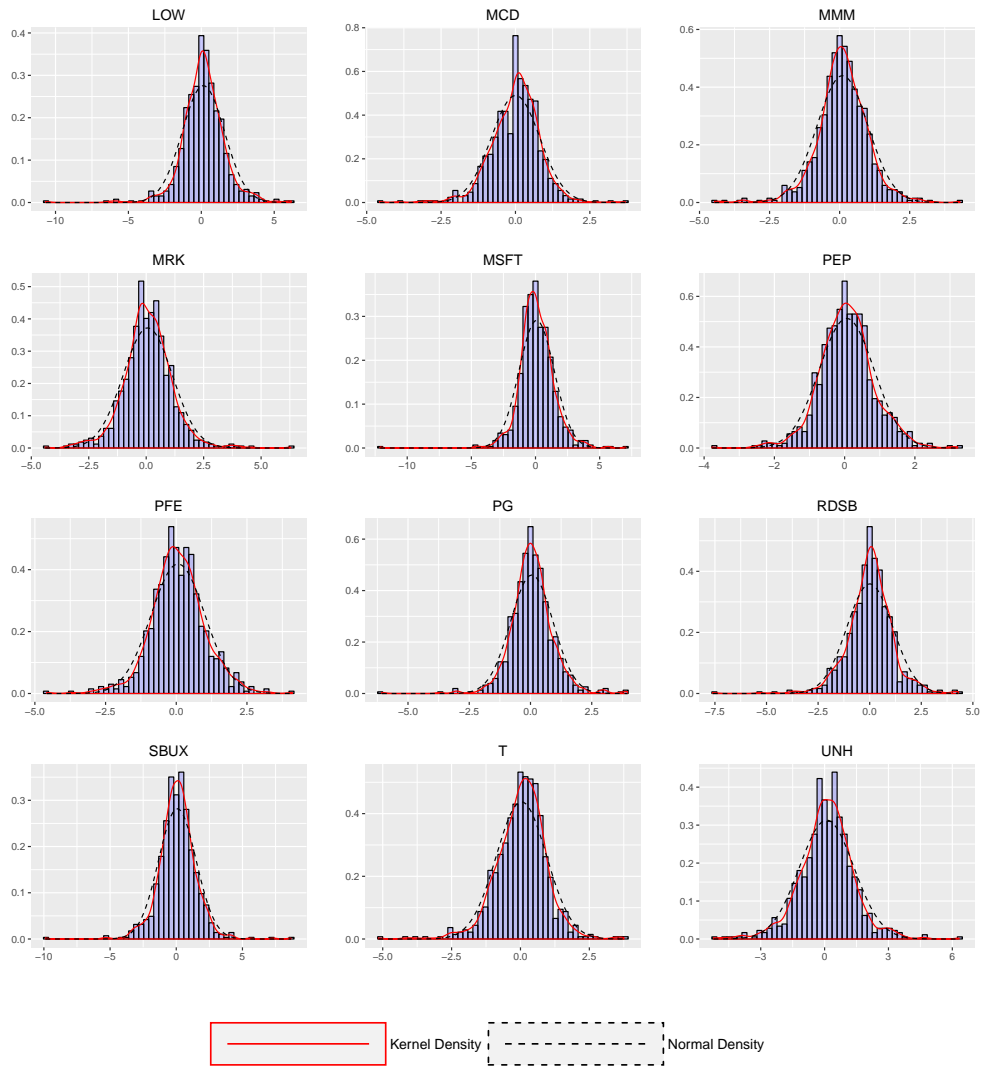 LOW MCD MMM
0.4 0.3 0.2 0.1 0.0
−10 −5 0 5
0.8 0.6 0.4 0.2 0.0
−5.0 −2.5 0.0 2.5
0.6 0.4 0.2 0.0
−5.0 −2.5 0.0 2.5
MRK MSFT PEP
0.5 0.4 0.3 0.2 0.1 0.0
−5.0 −2.5 0.0 2.5 5.0
0.3 0.2 0.1 0.0
−10 −5 0 5
0.6 0.4 0.2 0.0
−4 −2 0 2
PFE PG RDSB
0.4 0.2 0.0
−5.0 −2.5 0.0 2.5
0.6 0.4 0.2 0.0
−5.0 −2.5 0.0 2.5
0.4 0.2 0.0
−7.5 −5.0 −2.5 0.0 2.5 5.0
SBUX T UNH
0.3 0.2 0.1 0.0
−10 −5 0 5
0.4 0.2 0.0
−5.0 −2.5 0.0 2.5
0.4 0.3 0.2 0.1 0.0
−3 0 3 6
Kernel Density Normal Density